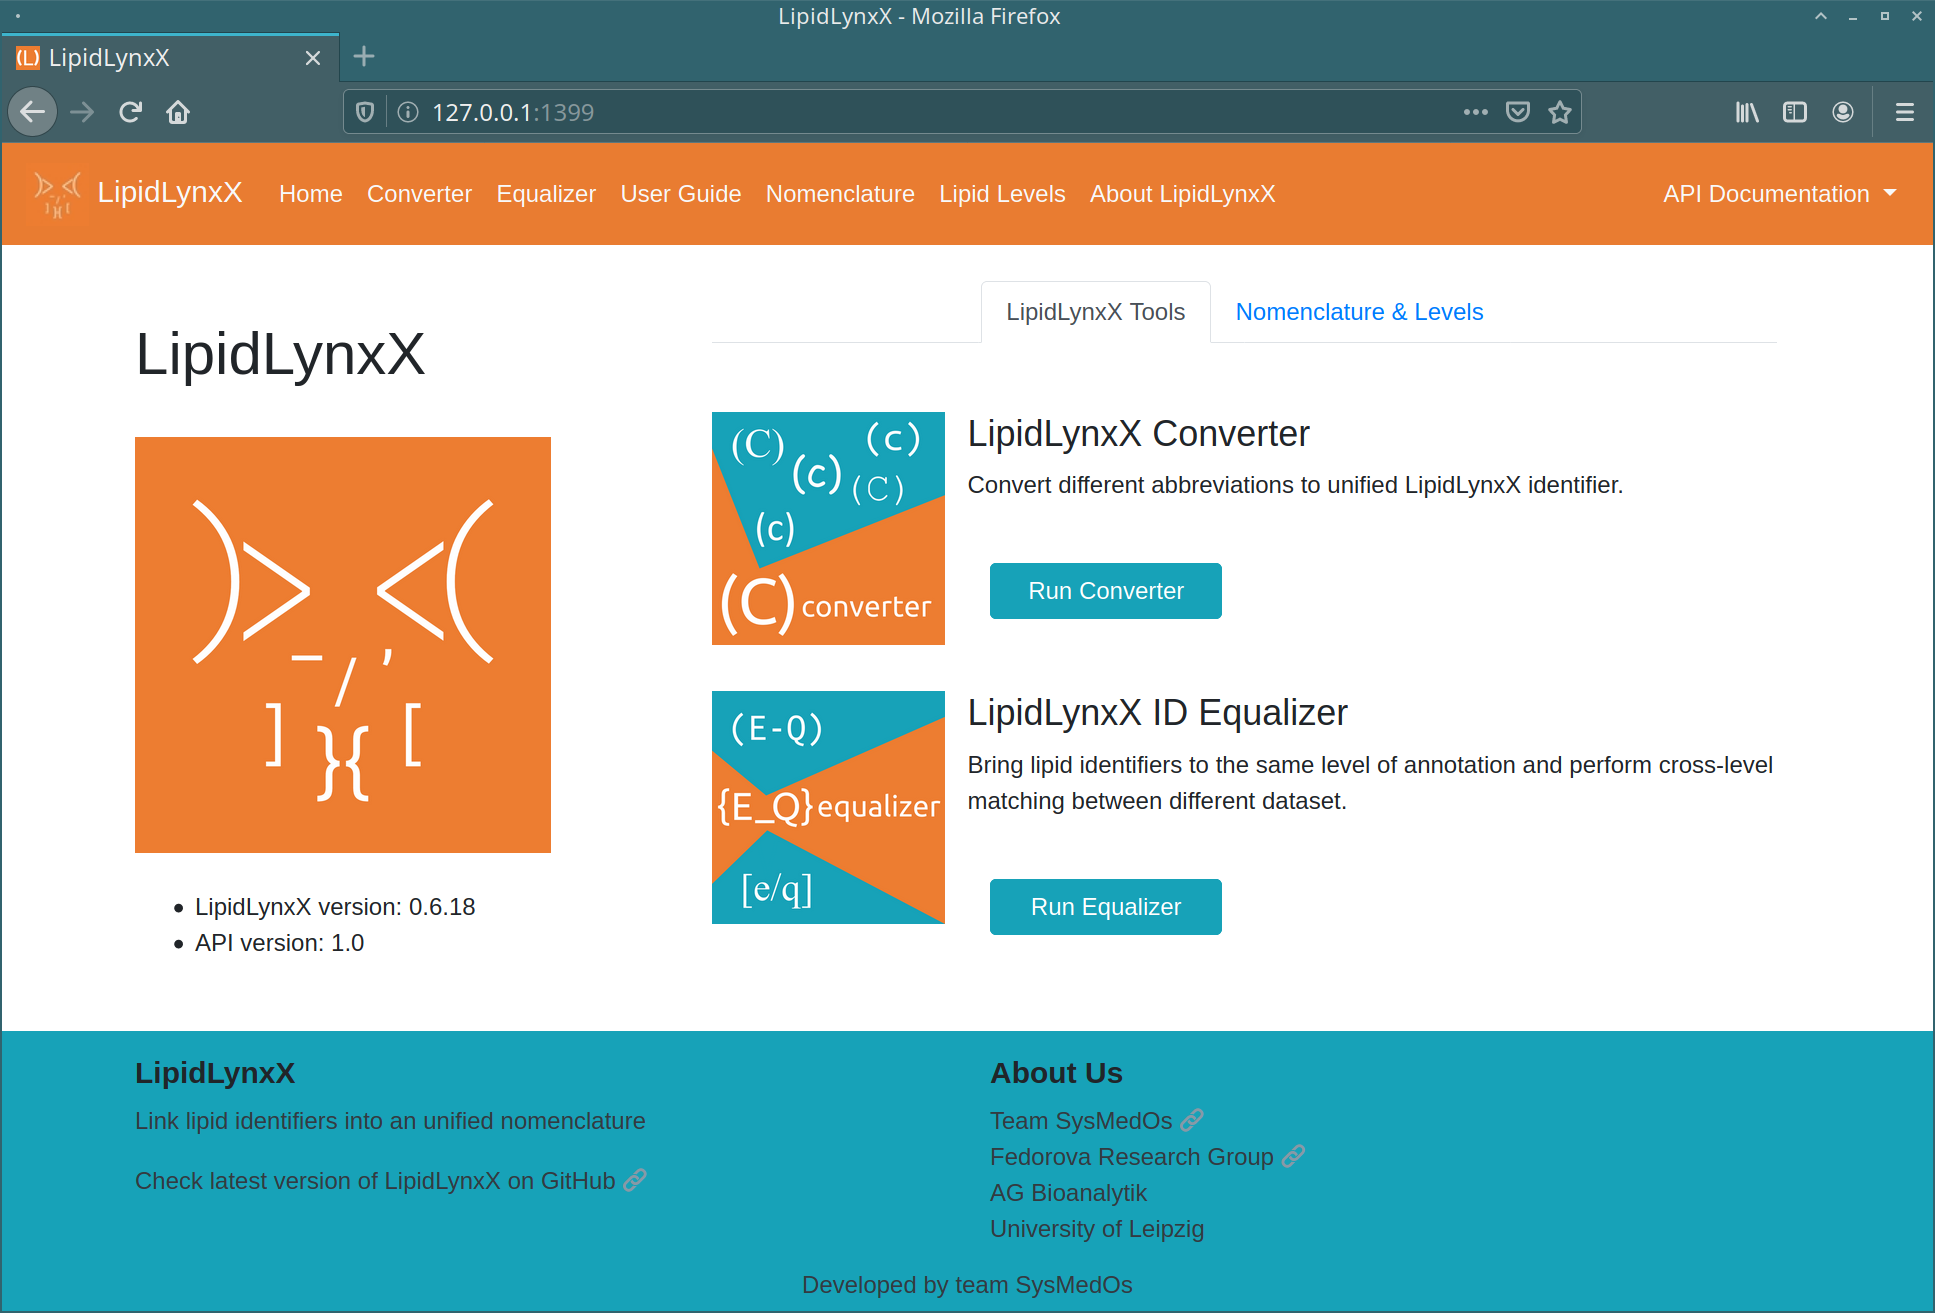 LipidLynxX - Mozilla Firefox
(L) LipidLynxX
127.0.0.1:1399
LipidLynxX Home Converter Equalizer User Guide Nomenclature Lipid Levels About LipidLynxX API Documentation
LipidLynxX Tools Nomenclature & Levels
LipidLynxX
)> <(
_ / ,
] }{ [
LipidLynxX version: 0.6.18
API version: 1.0
(C) (c)
(c) (C)
(c)
(C) converter
LipidLynxX Converter
Convert different abbreviations to unified LipidLynxX identifier.
Run Converter
(E-Q)
{E_Q} equalizer
[e/q]
LipidLynxX ID Equalizer
Bring lipid identifiers to the same level of annotation and perform cross-level
matching between different dataset.
Run Equalizer
LipidLynxX
Link lipid identifiers into an unified nomenclature
Check latest version of LipidLynxX on GitHub
About Us
Team SysMedOs
Fedorova Research Group
AG Bioanalytik
University of Leipzig
Developed by team SysMedOs